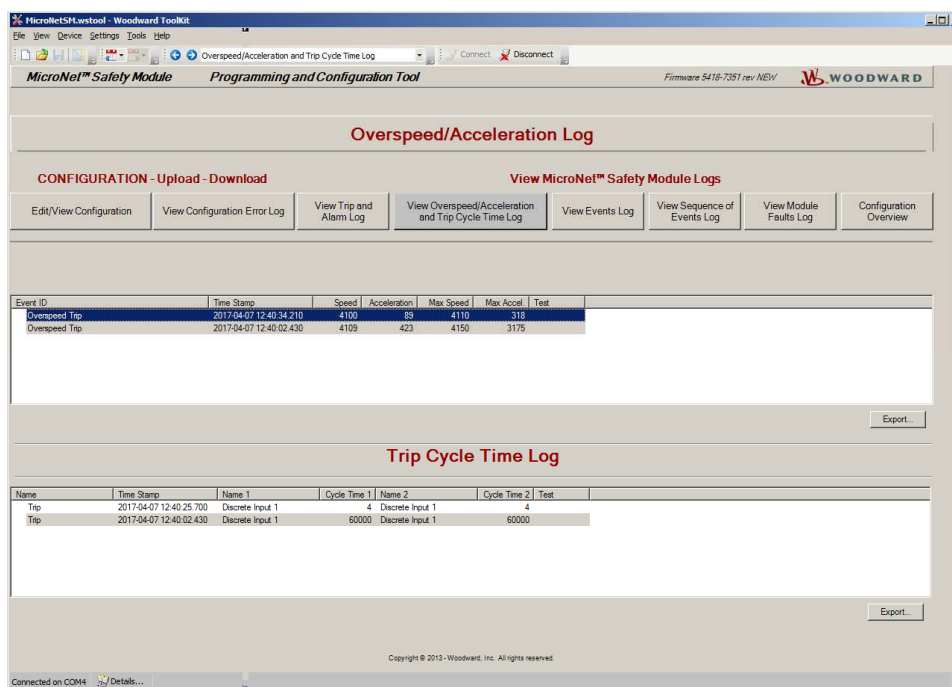 MicroNetSM.wstool - Woodward ToolKit
File View Device Settings Tools Help
Overspeed/Acceleration and Trip Cycle Time Log Connect Disconnect
MicroNet™ Safety Module Programming and Configuration Tool Firmware 5418-7351 rev NEW WOODWARD
Overspeed/Acceleration Log
CONFIGURATION - Upload - Download View MicroNet™ Safety Module Logs
Edit/View Configuration View Configuration Error Log View Trip and Alarm Log View Overspeed/Acceleration and Trip Cycle Time Log View Events Log View Sequence of Events Log View Module Faults Log Configuration Overview
Event ID Time Stamp Speed Acceleration Max Speed Max Accel. Test
Overspeed Trip 2017-04-07 12:40:34.210 4100 89 4110 318
Overspeed Trip 2017-04-07 12:40:02.430 4109 423 4150 3175
Export...
Trip Cycle Time Log
Name Time Stamp Name 1 Cycle Time 1 Name 2 Cycle Time 2 Test
Trip 2017-04-07 12:40:25.700 Discrete Input 1 4 Discrete Input 1 4
Trip 2017-04-07 12:40:02.430 Discrete Input 1 60000 Discrete Input 1 60000
Export...
Copyright © 2013 - Woodward, Inc. All rights reserved.
Connected on COM4 Details...